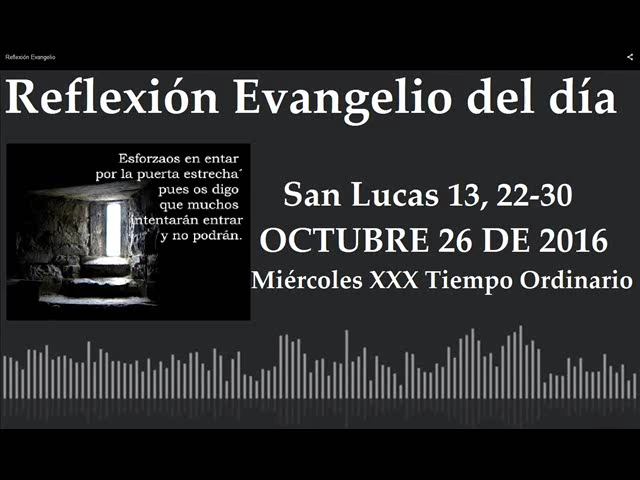 Reflexión Evangelio
Reflexión Evangelio del día
Esforzaos en entar
por la puerta estrecha´
pues os digo
que muchos
intentarán entrar
y no podrán.
San Lucas 13, 22-30
OCTUBRE 26 DE 2016
Miércoles XXX Tiempo Ordinario